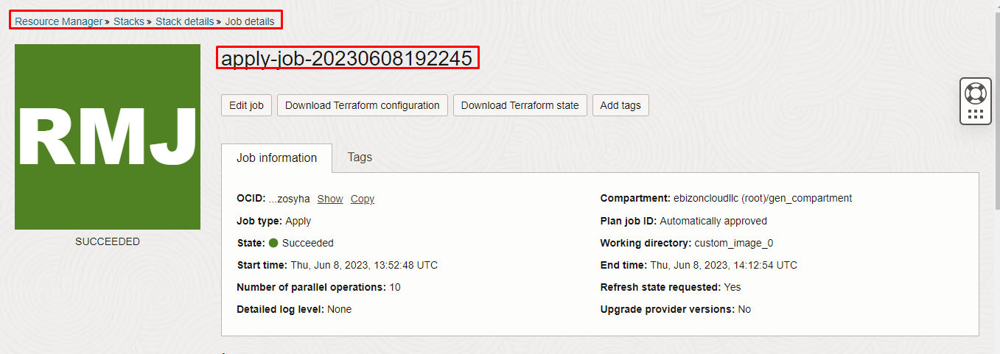 Resource Manager » Stacks » Stack details » Job details
RMJ
SUCCEEDED
apply-job-20230608192245
Edit job Download Terraform configuration Download Terraform state Add tags
Job information Tags
OCID: ...zosyha Show Copy
Job type: Apply
State: Succeeded
Start time: Thu, Jun 8, 2023, 13:52:48 UTC
Number of parallel operations: 10
Detailed log level: None
Compartment: ebizoncloudllc (root)/gen_compartment
Plan job ID: Automatically approved
Working directory: custom_image_0
End time: Thu, Jun 8, 2023, 14:12:54 UTC
Refresh state requested: Yes
Upgrade provider versions: No